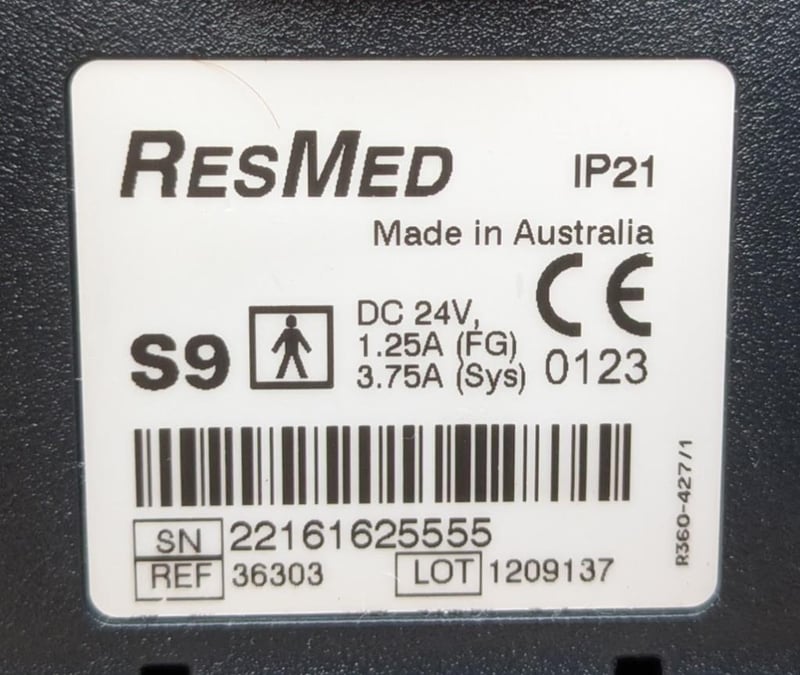 RESMED IP21
Made in Australia
CE
S9 DC 24V,
1.25A (FG)
3.75A (Sys) 0123
SN 22161625555
REF 36303 LOT 1209137
R360-427/1